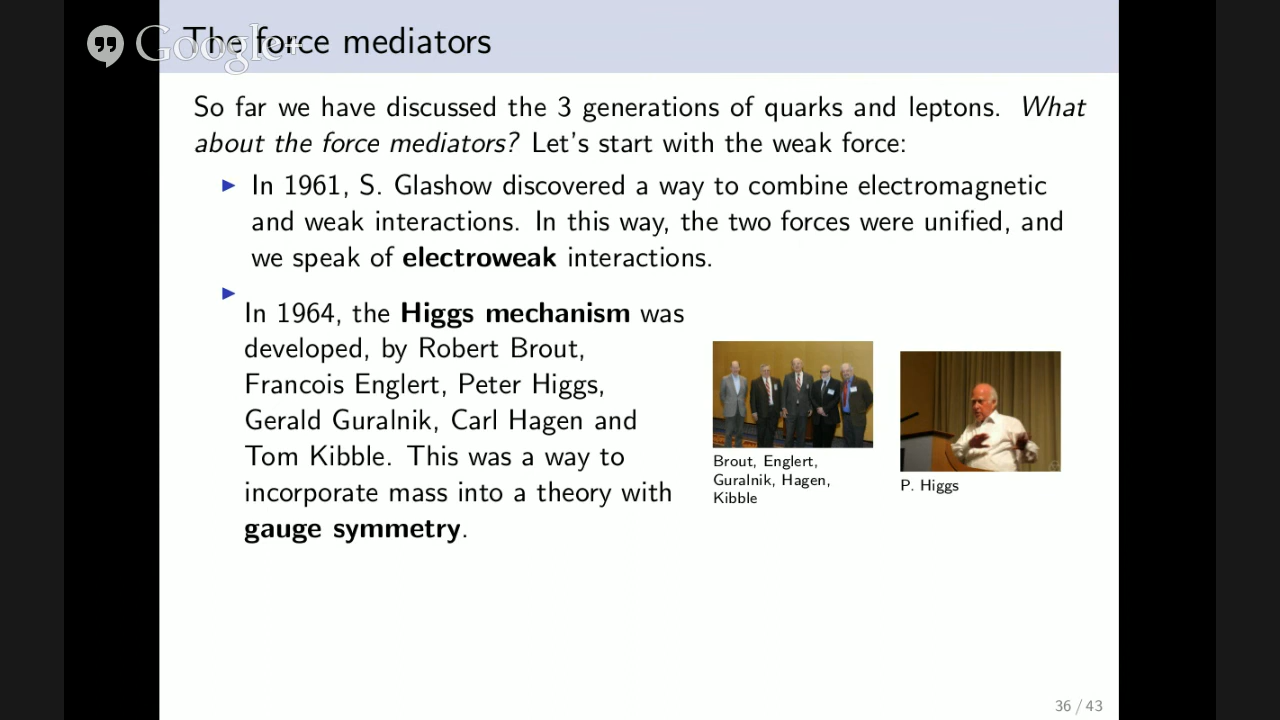 Google+
The force mediators
So far we have discussed the 3 generations of quarks and leptons. What
about the force mediators? Let's start with the weak force:
In 1961, S. Glashow discovered a way to combine electromagnetic
and weak interactions. In this way, the two forces were unified, and
we speak of electroweak interactions.
In 1964, the Higgs mechanism was
developed, by Robert Brout,
Francois Englert, Peter Higgs,
Gerald Guralnik, Carl Hagen and
Tom Kibble. This was a way to
incorporate mass into a theory with
gauge symmetry.
Brout, Englert,
Guralnik, Hagen,
Kibble
P. Higgs
36 / 43